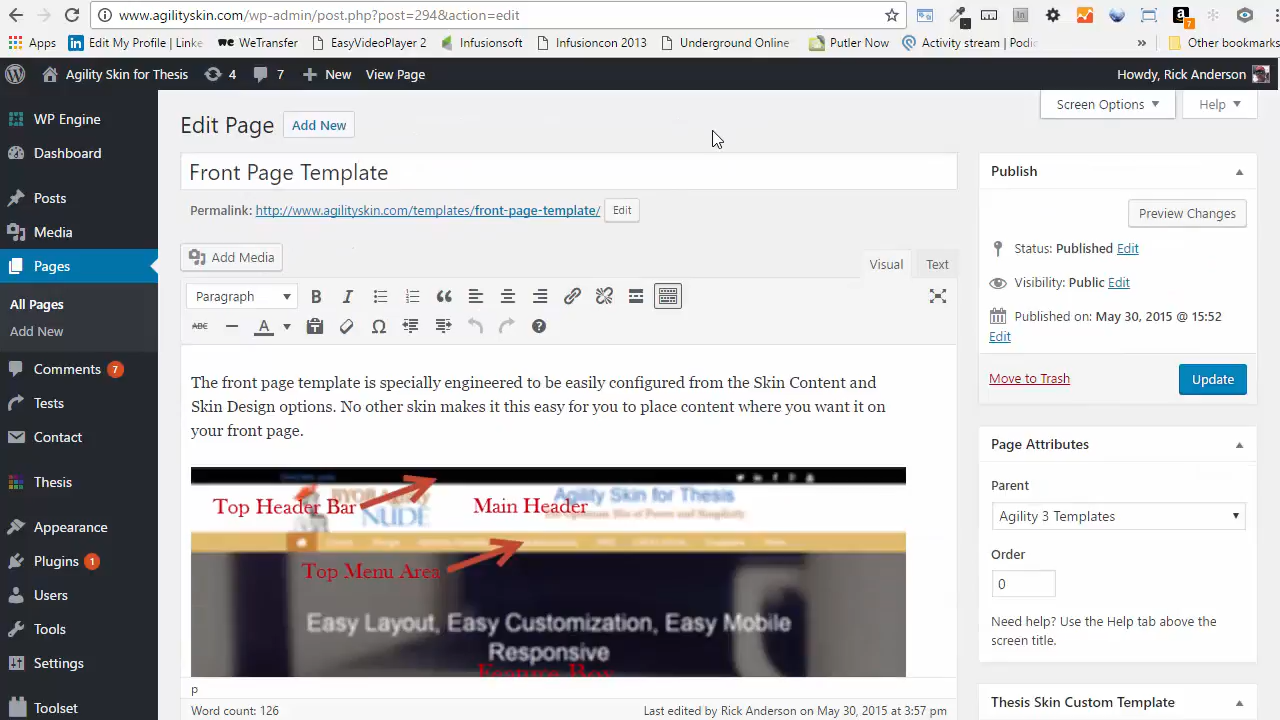 www.agilityskin.com/wp-admin/post.php?post=294&action=edit
Apps Edit My Profile | Linke WeTransfer EasyVideoPlayer 2 Infusionsoft Infusioncon 2013 Underground Online Putler Now Activity stream | Podi » Other bookmarks
Agility Skin for Thesis 4 7 New View Page Howdy, Rick Anderson
Screen Options Help
WP Engine
Dashboard
Posts
Media
Pages
All Pages
Add New
Comments 7
Tests
Contact
Thesis
Appearance
Plugins 1
Users
Tools
Settings
Toolset
Edit Page Add New
Front Page Template
Permalink: http://www.agilityskin.com/templates/front-page-template/ Edit
Add Media
Visual Text
Paragraph
ABC
The front page template is specially engineered to be easily configured from the Skin Content and
Skin Design options. No other skin makes it this easy for you to place content where you want it on
your front page.
Agility Skin for Thesis
Top Header Bar Main Header
NUDE
Top Menu Area
Easy Layout, Easy Customization, Easy Mobile
Responsive
Feature Box
p
Word count: 126 Last edited by Rick Anderson on May 30, 2015 at 3:57 pm
Publish
Preview Changes
Status: Published Edit
Visibility: Public Edit
Published on: May 30, 2015 @ 15:52
Edit
Move to Trash Update
Page Attributes
Parent
Agility 3 Templates
Order
0
Need help? Use the Help tab above the
screen title.
Thesis Skin Custom Template